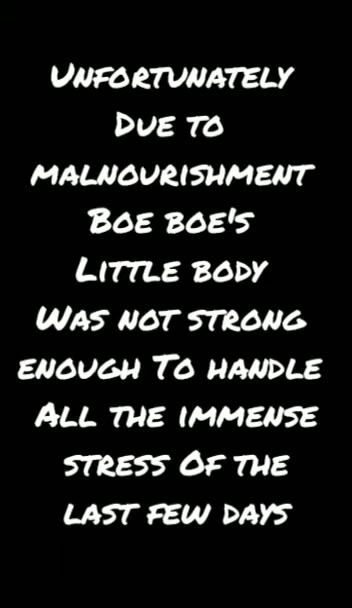 Unfortunately
Due to
malnourishment
Boe boe's
Little body
Was not strong
enough To handle
All the immense
stress Of the
last few days